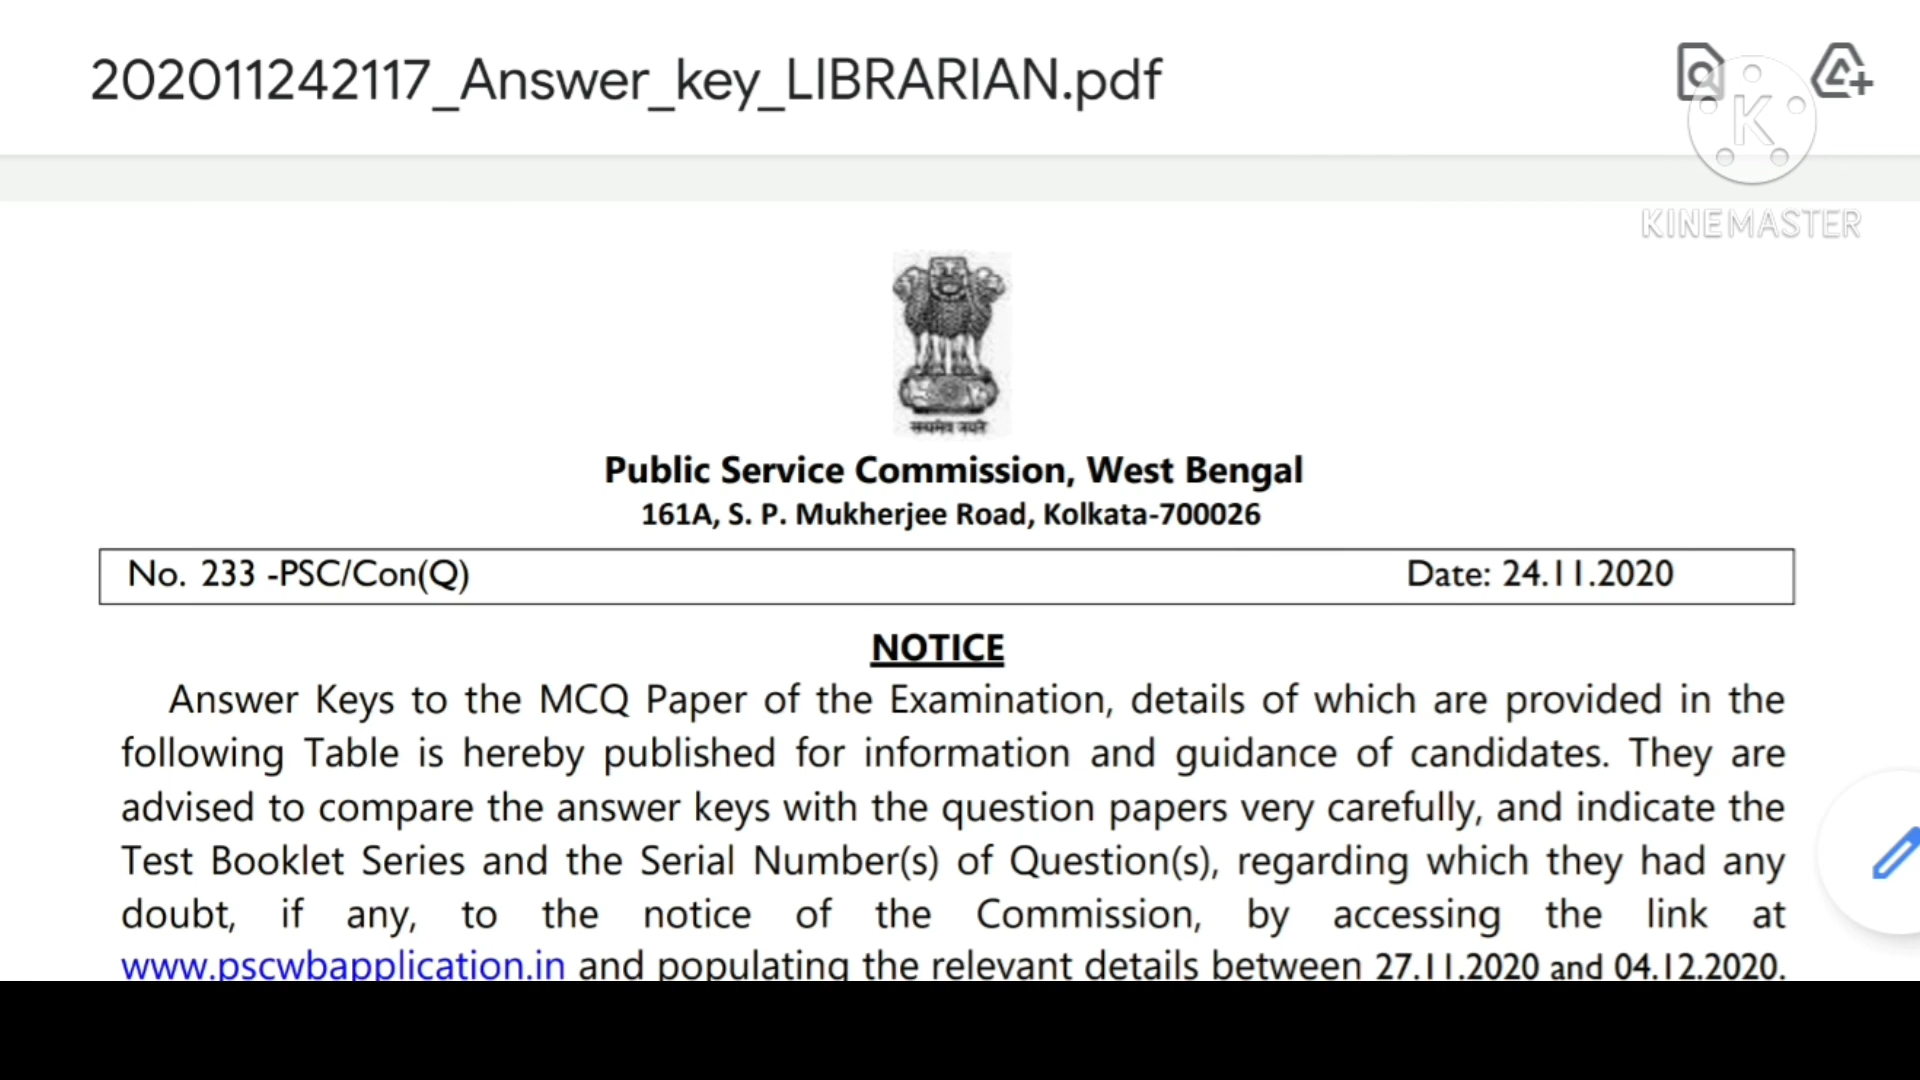 202011242117_Answer_key_LIBRARIAN.pdf
K
KINEMASTER
सत्यमेव जयते
Public Service Commission, West Bengal
161A, S. P. Mukherjee Road, Kolkata-700026
No. 233 -PSC/Con(Q) Date: 24.11.2020
NOTICE
Answer Keys to the MCQ Paper of the Examination, details of which are provided in the
following Table is hereby published for information and guidance of candidates. They are
advised to compare the answer keys with the question papers very carefully, and indicate the
Test Booklet Series and the Serial Number(s) of Question(s), regarding which they had any
doubt, if any, to the notice of the Commission, by accessing the link at
www.pscwbapplication.in and populating the relevant details between 27.11.2020 and 04.12.2020.